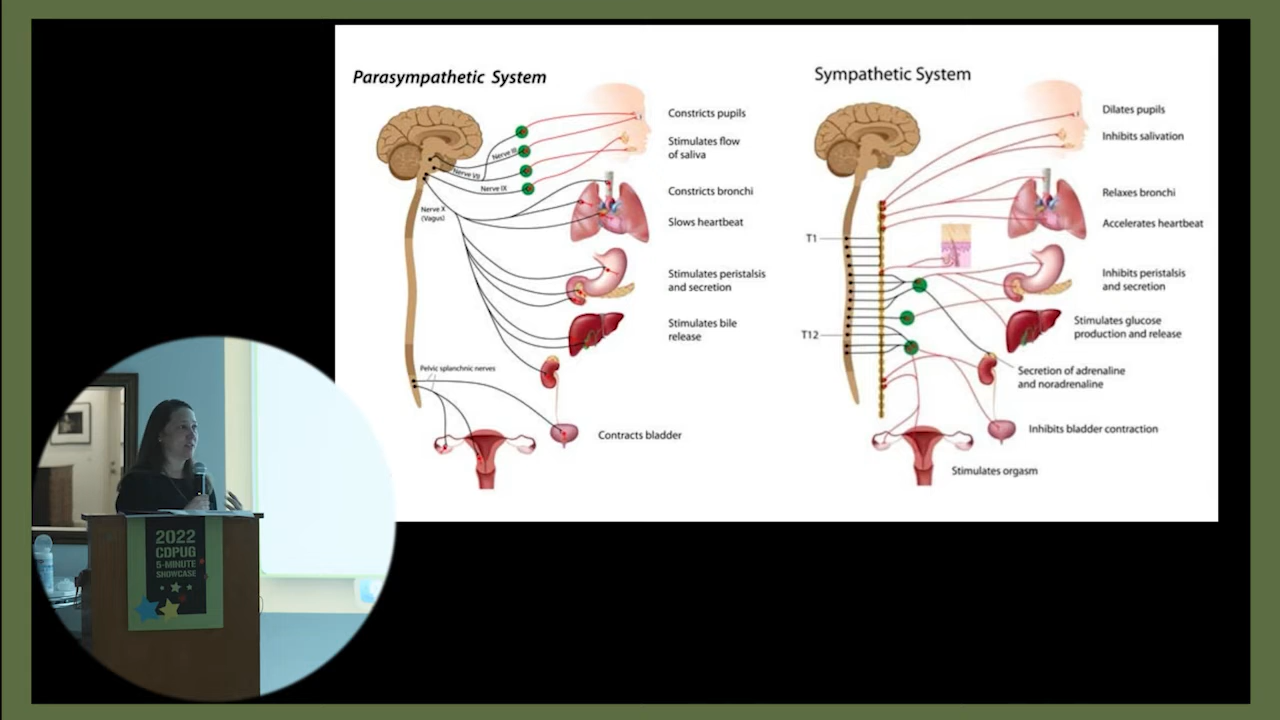 Parasympathetic System
Constricts pupils
Stimulates flow
of saliva
Nerve III
Nerve VII
Nerve IX
Nerve X
(Vagus)
Constricts bronchi
Slows heartbeat
Stimulates peristalsis
and secretion
Stimulates bile
release
Pelvic splanchnic nerves
Contracts bladder
Sympathetic System
Dilates pupils
Inhibits salivation
Relaxes bronchi
Accelerates heartbeat
T1
Inhibits peristalsis
and secretion
Stimulates glucose
production and release
T12
Secretion of adrenaline
and noradrenaline
Inhibits bladder contraction
Stimulates orgasm
2022
CDPUG
5-MINUTE
SHOWCASE